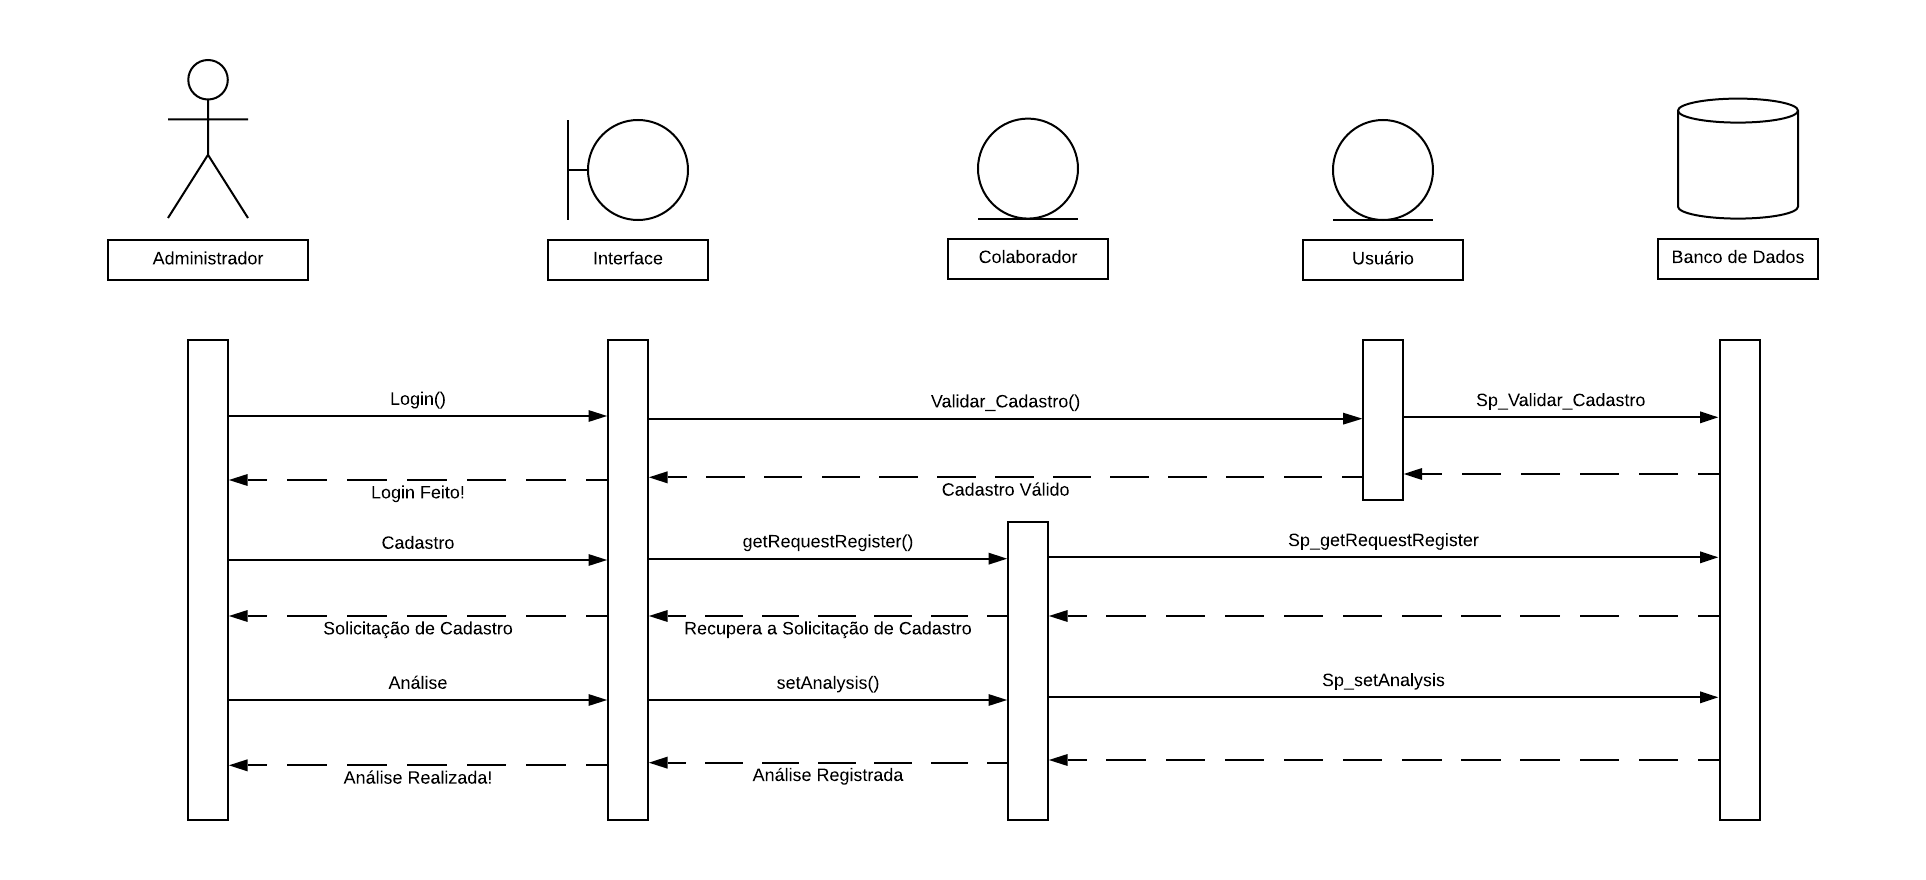 Administrador
Interface
Colaborador
Usuário
Banco de Dados
Login()
Validar_Cadastro()
Sp_Validar_Cadastro
Login Feito!
Cadastro Válido
Cadastro
getRequestRegister()
Sp_getRequestRegister
Solicitação de Cadastro
Recupera a Solicitação de Cadastro
Análise
setAnalysis()
Sp_setAnalysis
Análise Realizada!
Análise Registrada